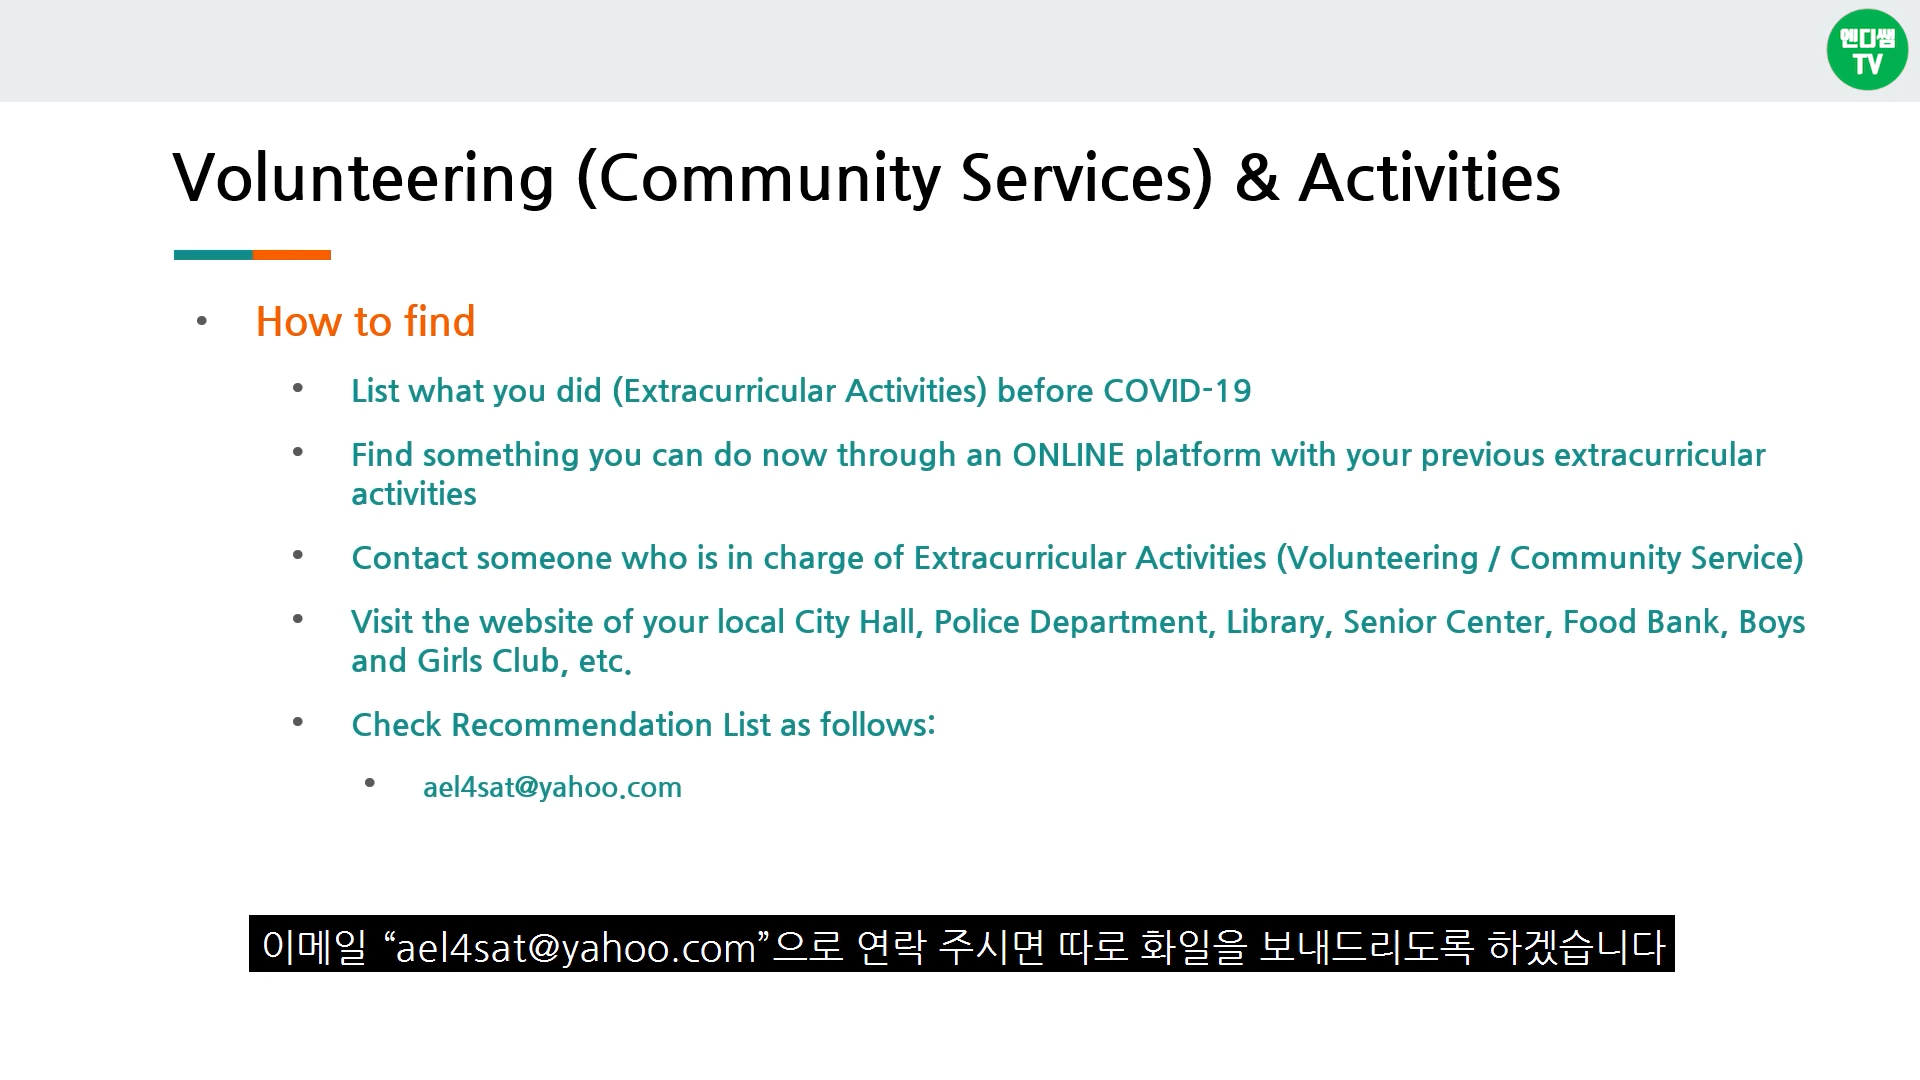 엔디쌤
TV
Volunteering (Community Services) & Activities
• How to find
• List what you did (Extracurricular Activities) before COVID-19
• Find something you can do now through an ONLINE platform with your previous extracurricular
activities
• Contact someone who is in charge of Extracurricular Activities (Volunteering / Community Service)
• Visit the website of your local City Hall, Police Department, Library, Senior Center, Food Bank, Boys
and Girls Club, etc.
• Check Recommendation List as follows:
• ael4sat@yahoo.com
이메일 “ael4sat@yahoo.com”으로 연락 주시면 따로 화일을 보내드리도록 하겠습니다